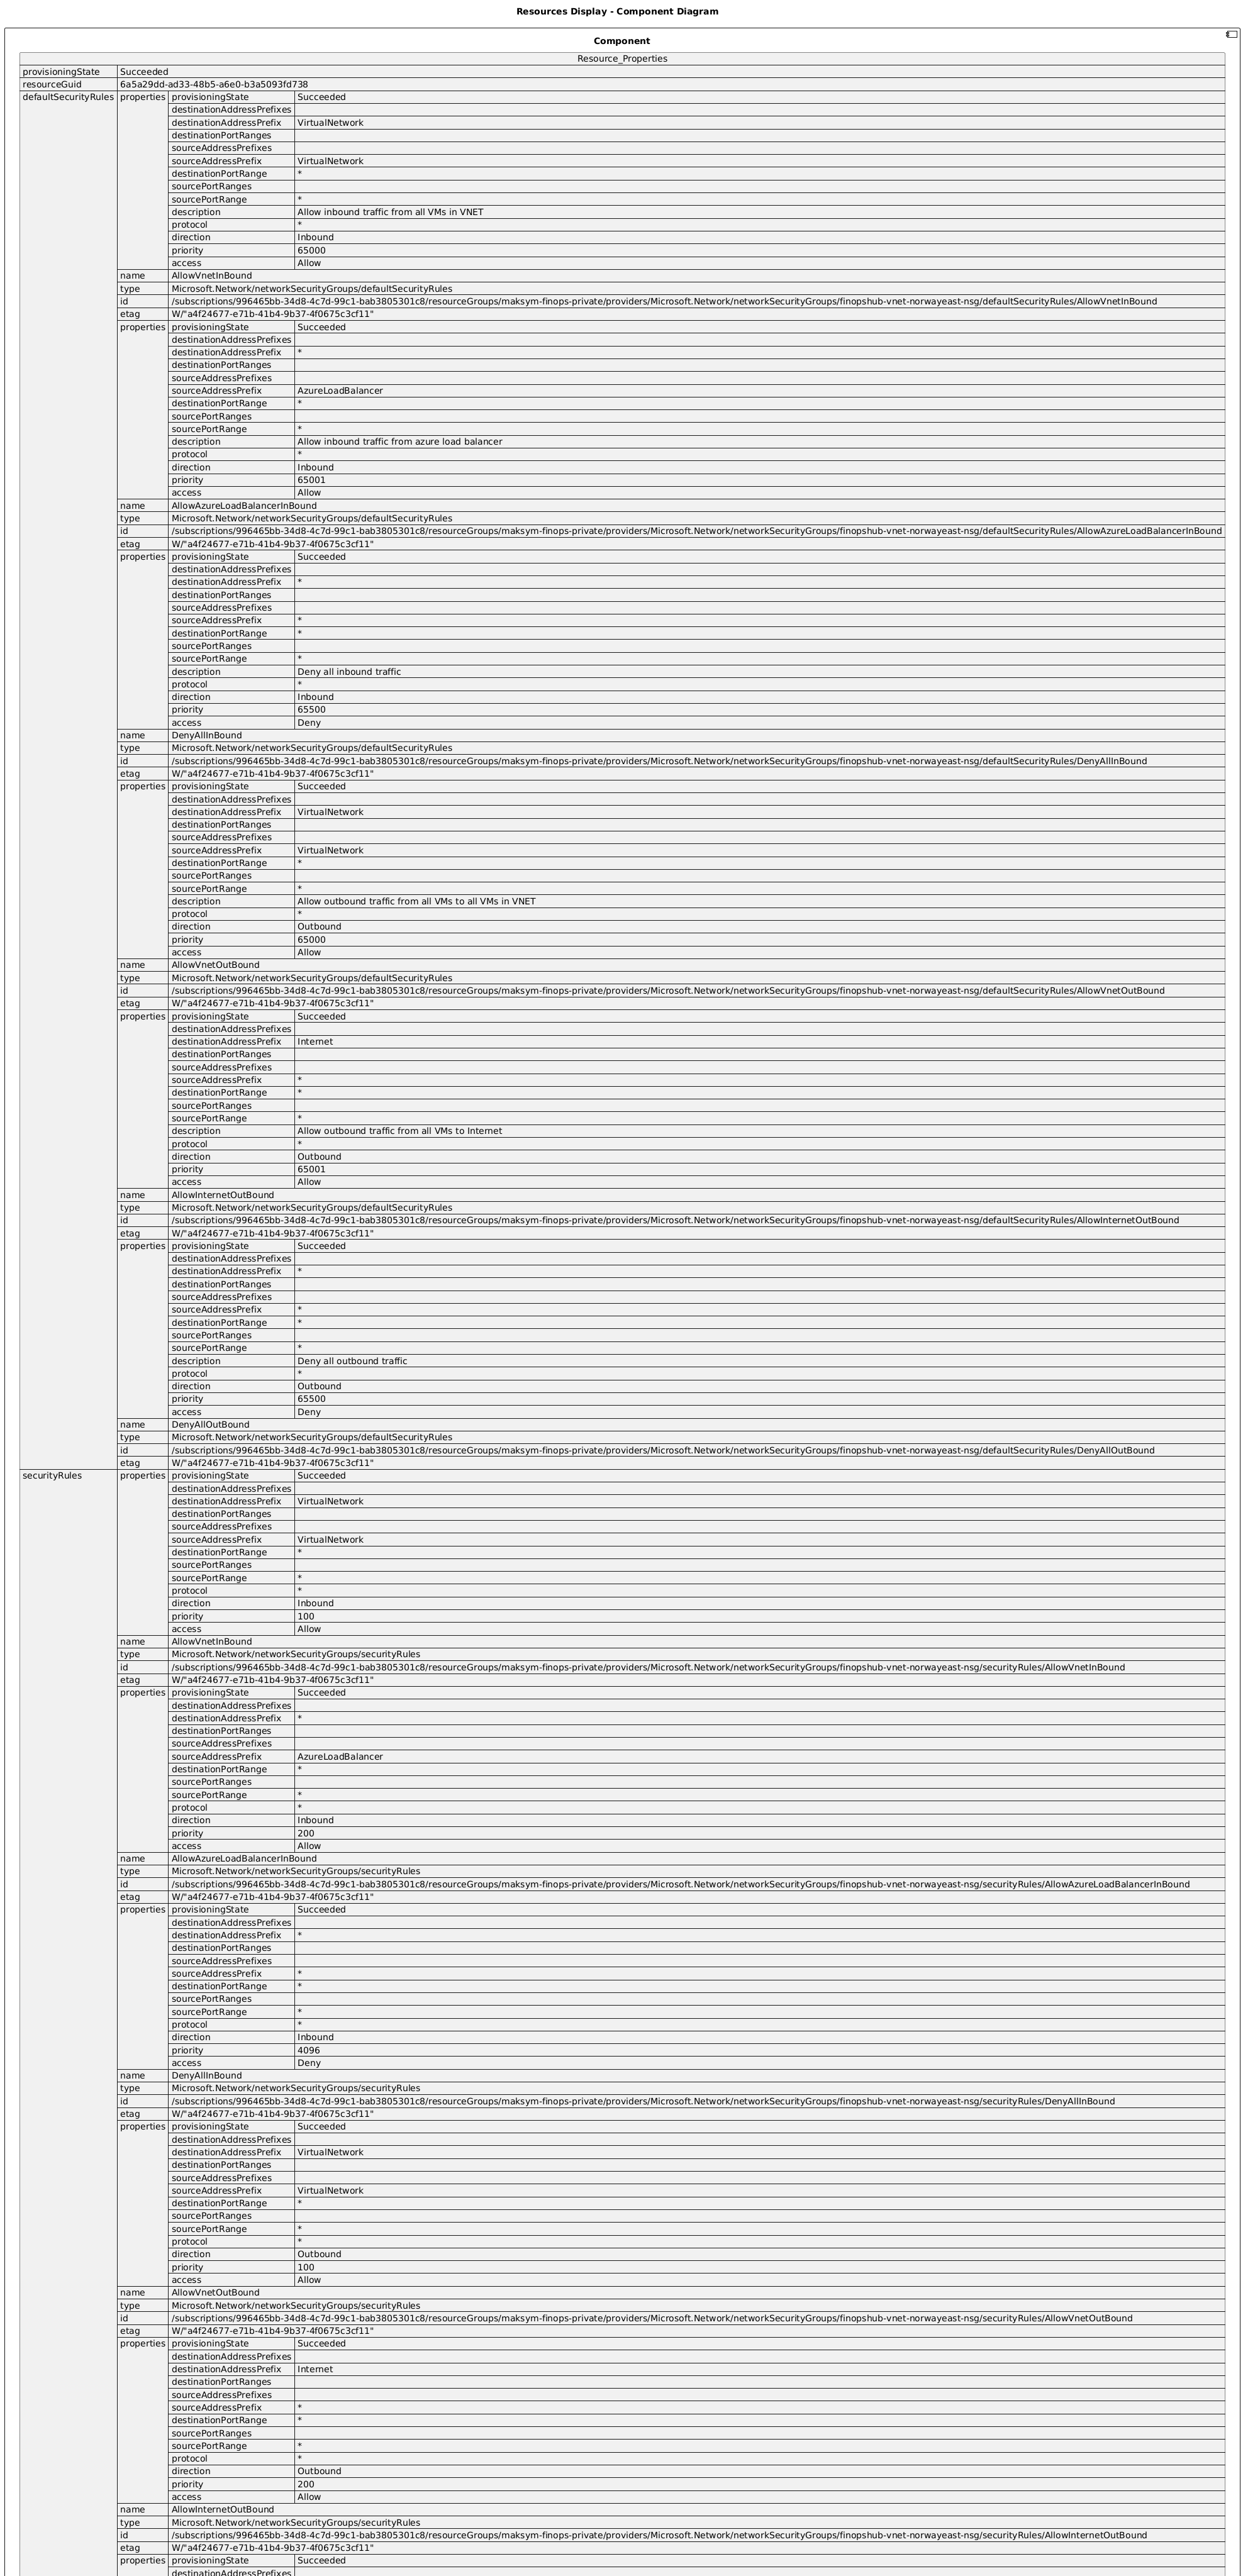 Resources Display - Component Diagram
Component
Resource_Properties
provisioningState Succeeded
resourceGuid 6a5a29dd-ad33-48b5-a6e0-b3a5093fd738
defaultSecurityRules properties provisioningState Succeeded
destinationAddressPrefixes
destinationAddressPrefix VirtualNetwork
destinationPortRanges
sourceAddressPrefixes
sourceAddressPrefix VirtualNetwork
destinationPortRange *
sourcePortRanges
sourcePortRange *
description Allow inbound traffic from all VMs in VNET
protocol *
direction Inbound
priority 65000
access Allow
name AllowVnetInBound
type Microsoft.Network/networkSecurityGroups/defaultSecurityRules
id /subscriptions/996465bb-34d8-4c7d-99c1-bab3805301c8/resourceGroups/maksym-finops-private/providers/Microsoft.Network/networkSecurityGroups/finopshub-vnet-norwayeast-nsg/defaultSecurityRules/AllowVnetInBound
etag W/"a4f24677-e71b-41b4-9b37-4f0675c3cf11"
properties provisioningState Succeeded
destinationAddressPrefixes
destinationAddressPrefix *
destinationPortRanges
sourceAddressPrefixes
sourceAddressPrefix AzureLoadBalancer
destinationPortRange *
sourcePortRanges
sourcePortRange *
description Allow inbound traffic from azure load balancer
protocol *
direction Inbound
priority 65001
access Allow
name AllowAzureLoadBalancerInBound
type Microsoft.Network/networkSecurityGroups/defaultSecurityRules
id /subscriptions/996465bb-34d8-4c7d-99c1-bab3805301c8/resourceGroups/maksym-finops-private/providers/Microsoft.Network/networkSecurityGroups/finopshub-vnet-norwayeast-nsg/defaultSecurityRules/AllowAzureLoadBalancerInBound
etag W/"a4f24677-e71b-41b4-9b37-4f0675c3cf11"
properties provisioningState Succeeded
destinationAddressPrefixes
destinationAddressPrefix *
destinationPortRanges
sourceAddressPrefixes
sourceAddressPrefix *
destinationPortRange *
sourcePortRanges
sourcePortRange *
description Deny all inbound traffic
protocol *
direction Inbound
priority 65500
access Deny
name DenyAllInBound
type Microsoft.Network/networkSecurityGroups/defaultSecurityRules
id /subscriptions/996465bb-34d8-4c7d-99c1-bab3805301c8/resourceGroups/maksym-finops-private/providers/Microsoft.Network/networkSecurityGroups/finopshub-vnet-norwayeast-nsg/defaultSecurityRules/DenyAllInBound
etag W/"a4f24677-e71b-41b4-9b37-4f0675c3cf11"
properties provisioningState Succeeded
destinationAddressPrefixes
destinationAddressPrefix VirtualNetwork
destinationPortRanges
sourceAddressPrefixes
sourceAddressPrefix VirtualNetwork
destinationPortRange *
sourcePortRanges
sourcePortRange *
description Allow outbound traffic from all VMs to all VMs in VNET
protocol *
direction Outbound
priority 65000
access Allow
name AllowVnetOutBound
type Microsoft.Network/networkSecurityGroups/defaultSecurityRules
id /subscriptions/996465bb-34d8-4c7d-99c1-bab3805301c8/resourceGroups/maksym-finops-private/providers/Microsoft.Network/networkSecurityGroups/finopshub-vnet-norwayeast-nsg/defaultSecurityRules/AllowVnetOutBound
etag W/"a4f24677-e71b-41b4-9b37-4f0675c3cf11"
properties provisioningState Succeeded
destinationAddressPrefixes
destinationAddressPrefix Internet
destinationPortRanges
sourceAddressPrefixes
sourceAddressPrefix *
destinationPortRange *
sourcePortRanges
sourcePortRange *
description Allow outbound traffic from all VMs to Internet
protocol *
direction Outbound
priority 65001
access Allow
name AllowInternetOutBound
type Microsoft.Network/networkSecurityGroups/defaultSecurityRules
id /subscriptions/996465bb-34d8-4c7d-99c1-bab3805301c8/resourceGroups/maksym-finops-private/providers/Microsoft.Network/networkSecurityGroups/finopshub-vnet-norwayeast-nsg/defaultSecurityRules/AllowInternetOutBound
etag W/"a4f24677-e71b-41b4-9b37-4f0675c3cf11"
properties provisioningState Succeeded
destinationAddressPrefixes
destinationAddressPrefix *
destinationPortRanges
sourceAddressPrefixes
sourceAddressPrefix *
destinationPortRange *
sourcePortRanges
sourcePortRange *
description Deny all outbound traffic
protocol *
direction Outbound
priority 65500
access Deny
name DenyAllOutBound
type Microsoft.Network/networkSecurityGroups/defaultSecurityRules
id /subscriptions/996465bb-34d8-4c7d-99c1-bab3805301c8/resourceGroups/maksym-finops-private/providers/Microsoft.Network/networkSecurityGroups/finopshub-vnet-norwayeast-nsg/defaultSecurityRules/DenyAllOutBound
etag W/"a4f24677-e71b-41b4-9b37-4f0675c3cf11"
securityRules properties provisioningState Succeeded
destinationAddressPrefixes
destinationAddressPrefix VirtualNetwork
destinationPortRanges
sourceAddressPrefixes
sourceAddressPrefix VirtualNetwork
destinationPortRange *
sourcePortRanges
sourcePortRange *
protocol *
direction Inbound
priority 100
access Allow
name AllowVnetInBound
type Microsoft.Network/networkSecurityGroups/securityRules
id /subscriptions/996465bb-34d8-4c7d-99c1-bab3805301c8/resourceGroups/maksym-finops-private/providers/Microsoft.Network/networkSecurityGroups/finopshub-vnet-norwayeast-nsg/securityRules/AllowVnetInBound
etag W/"a4f24677-e71b-41b4-9b37-4f0675c3cf11"
properties provisioningState Succeeded
destinationAddressPrefixes
destinationAddressPrefix *
destinationPortRanges
sourceAddressPrefixes
sourceAddressPrefix AzureLoadBalancer
destinationPortRange *
sourcePortRanges
sourcePortRange *
protocol *
direction Inbound
priority 200
access Allow
name AllowAzureLoadBalancerInBound
type Microsoft.Network/networkSecurityGroups/securityRules
id /subscriptions/996465bb-34d8-4c7d-99c1-bab3805301c8/resourceGroups/maksym-finops-private/providers/Microsoft.Network/networkSecurityGroups/finopshub-vnet-norwayeast-nsg/securityRules/AllowAzureLoadBalancerInBound
etag W/"a4f24677-e71b-41b4-9b37-4f0675c3cf11"
properties provisioningState Succeeded
destinationAddressPrefixes
destinationAddressPrefix *
destinationPortRanges
sourceAddressPrefixes
sourceAddressPrefix *
destinationPortRange *
sourcePortRanges
sourcePortRange *
protocol *
direction Inbound
priority 4096
access Deny
name DenyAllInBound
type Microsoft.Network/networkSecurityGroups/securityRules
id /subscriptions/996465bb-34d8-4c7d-99c1-bab3805301c8/resourceGroups/maksym-finops-private/providers/Microsoft.Network/networkSecurityGroups/finopshub-vnet-norwayeast-nsg/securityRules/DenyAllInBound
etag W/"a4f24677-e71b-41b4-9b37-4f0675c3cf11"
properties provisioningState Succeeded
destinationAddressPrefixes
destinationAddressPrefix VirtualNetwork
destinationPortRanges
sourceAddressPrefixes
sourceAddressPrefix VirtualNetwork
destinationPortRange *
sourcePortRanges
sourcePortRange *
protocol *
direction Outbound
priority 100
access Allow
name AllowVnetOutBound
type Microsoft.Network/networkSecurityGroups/securityRules
id /subscriptions/996465bb-34d8-4c7d-99c1-bab3805301c8/resourceGroups/maksym-finops-private/providers/Microsoft.Network/networkSecurityGroups/finopshub-vnet-norwayeast-nsg/securityRules/AllowVnetOutBound
etag W/"a4f24677-e71b-41b4-9b37-4f0675c3cf11"
properties provisioningState Succeeded
destinationAddressPrefixes
destinationAddressPrefix Internet
destinationPortRanges
sourceAddressPrefixes
sourceAddressPrefix *
destinationPortRange *
sourcePortRanges
sourcePortRange *
protocol *
direction Outbound
priority 200
access Allow
name AllowInternetOutBound
type Microsoft.Network/networkSecurityGroups/securityRules
id /subscriptions/996465bb-34d8-4c7d-99c1-bab3805301c8/resourceGroups/maksym-finops-private/providers/Microsoft.Network/networkSecurityGroups/finopshub-vnet-norwayeast-nsg/securityRules/AllowInternetOutBound
etag W/"a4f24677-e71b-41b4-9b37-4f0675c3cf11"
properties provisioningState Succeeded
destinationAddressPrefixes